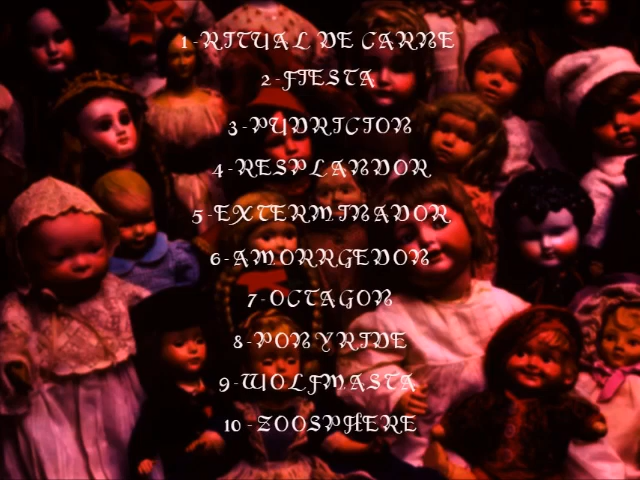 1-RITUAL DE CARNE
2-FIESTA
3-PUDRICION
4-RESPLANDOR
5-EXTERMINADOR
6-AMORRGEDON
7-OCTAGON
8-PONYRIDE
9-WOLFMASTA
10-ZOOSPHERE